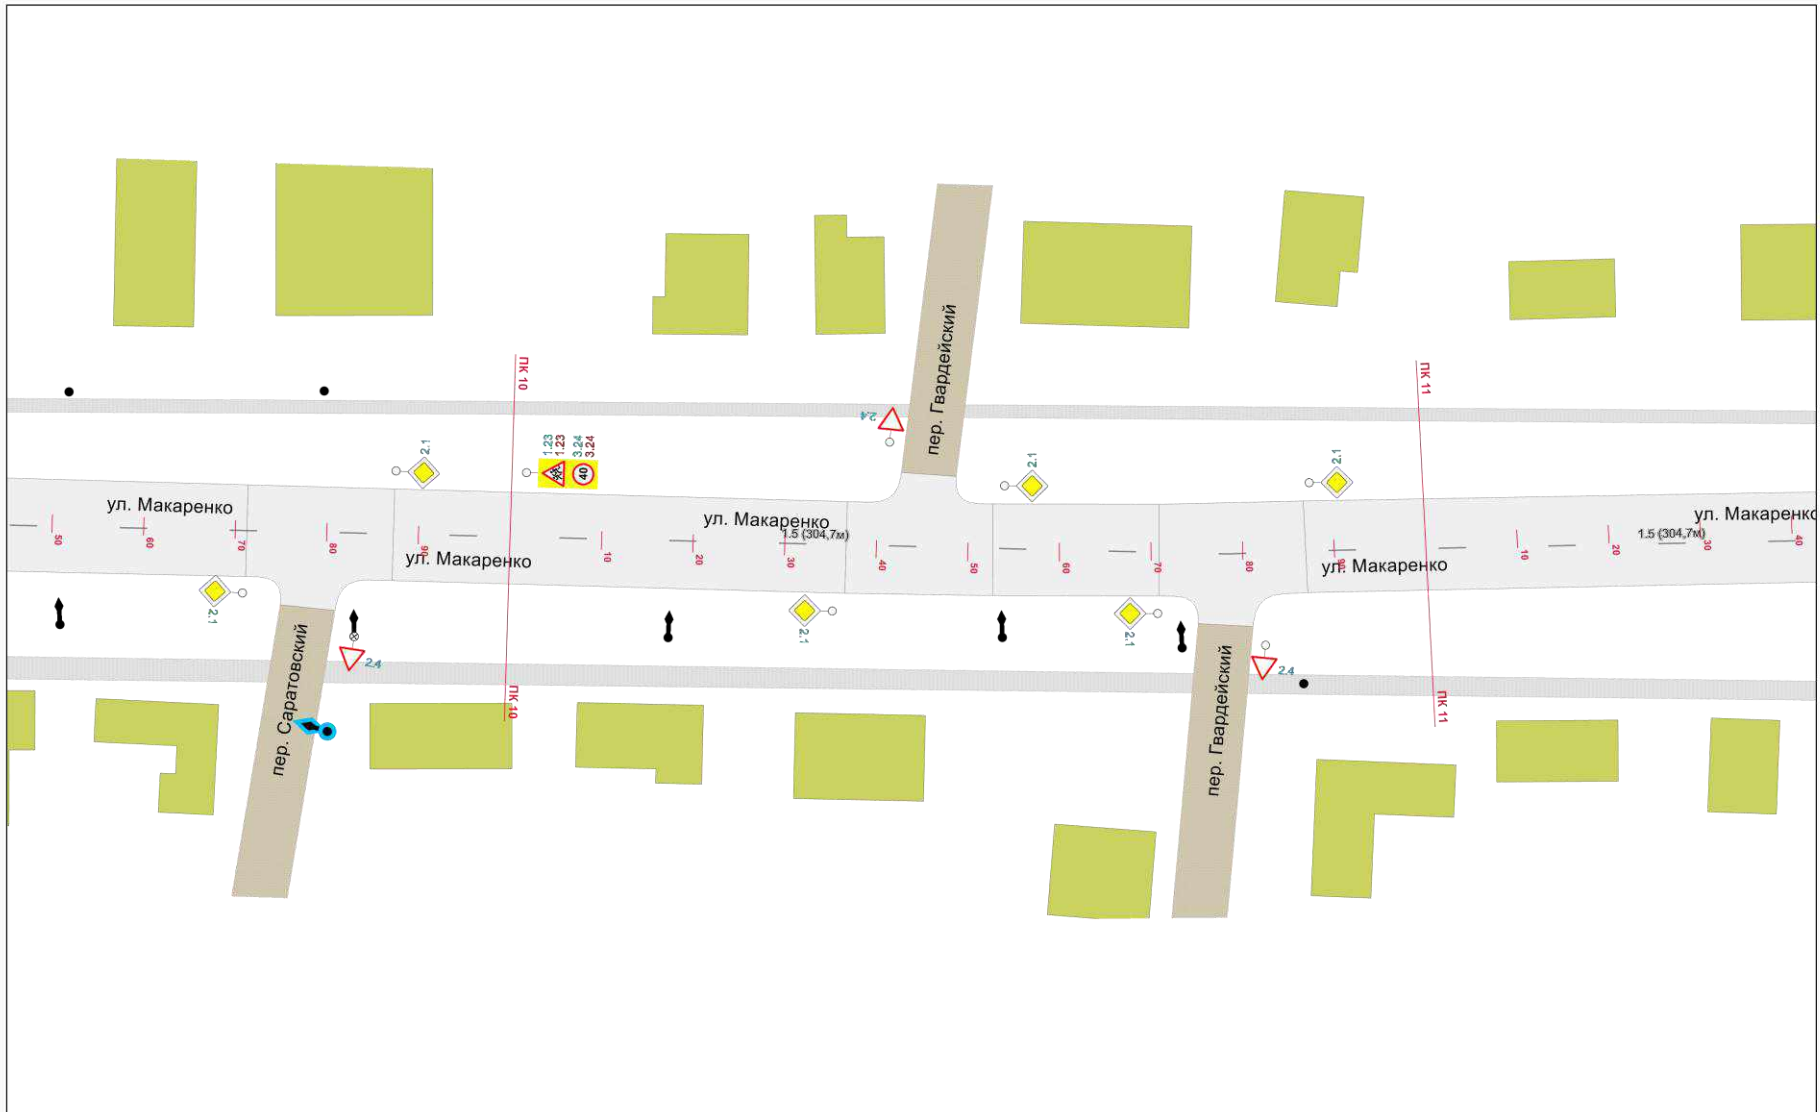 пер. Гвардейский
ПК 10
ПК 11
2.4
2.1
1.23
1.23
3.24
3.24
40
2.1
2.1
ул. Макаренко
ул. Макаренко
1.5 (304,7м)
ул. Макаренко
1.5 (304,7м)
50
60
70
80
90
10
20
30
40
50
60
70
80
90
10
20
30
40
ул. Макаренко
ул. Макаренко
2.1
2.1
2.1
2.4
2.4
пер. Саратовский
ПК 10
пер. Гвардейский
ПК 11